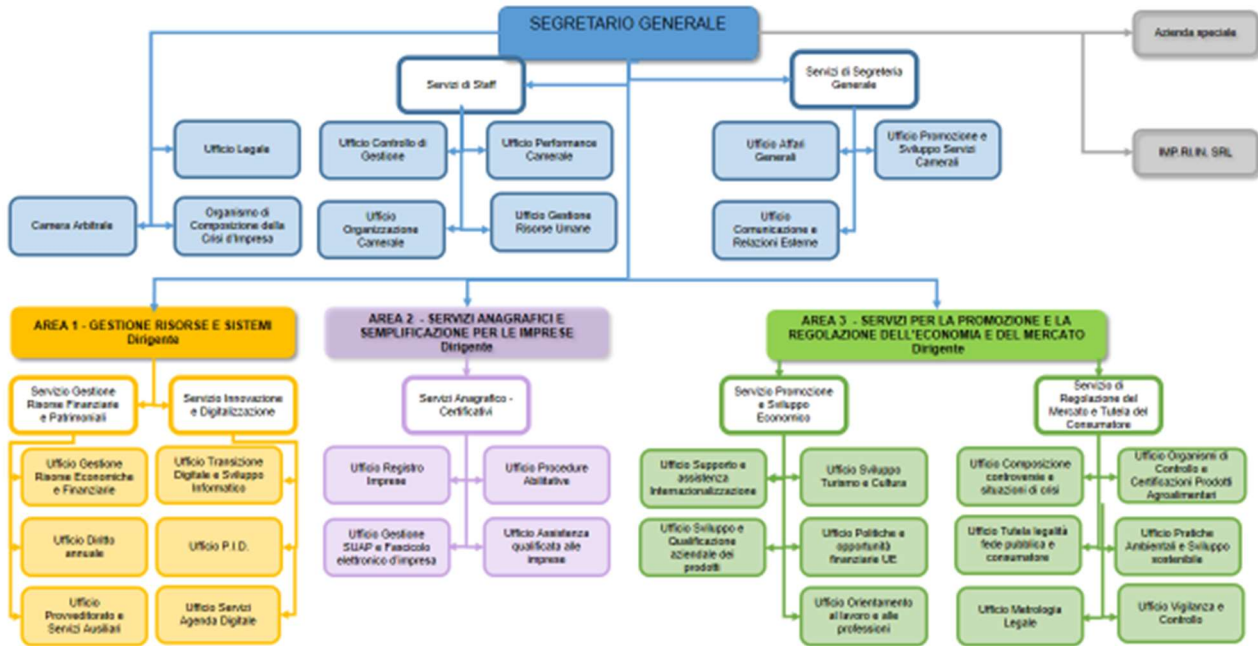 SEGRETARIO GENERALE
Azienda speciale
Servizi di Staff
Servizi di Segreteria
Generale
Ufficio Legale
Ufficio Controllo di
Gestione
Ufficio Performance
Camerale
Ufficio Affari
Generali
Ufficio Promozione e
Sviluppo Servizi
Camerali
IMP.RI.IN. SRL
Camera Arbitrale
Organismo di
Composizione della
Crisi d'Impresa
Ufficio
Organizzazione
Camerale
Ufficio Gestione
Risorse Umane
Ufficio
Comunicazione e
Relazioni Esterne
AREA 1 - GESTIONE RISORSE E SISTEMI
Dirigente
AREA 2 - SERVIZI ANAGRAFICI E
SEMPLIFICAZIONE PER LE IMPRESE
Dirigente
AREA 3 - SERVIZI PER LA PROMOZIONE E LA
REGOLAZIONE DELL'ECONOMIA E DEL MERCATO
Dirigente
Servizio Gestione
Risorse Finanziarie
e Patrimoniali
Servizio Innovazione
e Digitalizzazione
Servizi Anagrafico -
Certificativi
Servizio Promozione
e Sviluppo
Economico
Servizio di
Regolazione del
Mercato e Tutela del
Consumatore
Ufficio Gestione
Risorse Economiche
e Finanziarie
Ufficio Transizione
Digitale e Sviluppo
Informatico
Ufficio Registro
Imprese
Ufficio Procedure
Abilitative
Ufficio Supporto e
assistenza
Internazionalizzazione
Ufficio Sviluppo
Turismo e Cultura
Ufficio Composizione
controversie e
situazioni di crisi
Ufficio Organismi di
Controllo e
Certificazioni Prodotti
Agroalimentari
Ufficio Diritto
annuale
Ufficio P.I.D.
Ufficio Gestione
SUAP e Fascicolo
elettronico d'impresa
Ufficio Assistenza
qualificata alle
imprese
Ufficio Sviluppo e
Qualificazione
aziendale dei
prodotti
Ufficio Politiche e
opportunità
finanziarie UE
Ufficio Tutela legalità
fede pubblica e
consumatore
Ufficio Pratiche
Ambientali e Sviluppo
sostenibile
Ufficio
Provveditorato e
Servizi Ausiliari
Ufficio Servizi
Agenda Digitale
Ufficio Orientamento
al lavoro e alle
professioni
Ufficio Metrologia
Legale
Ufficio Vigilanza e
Controllo